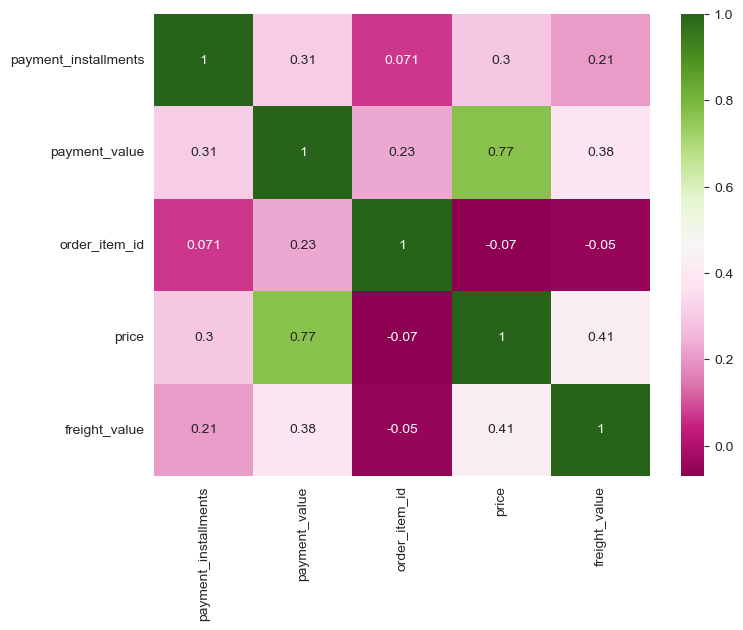 payment_installments 1 0.31 0.071 0.3 0.21
payment_value 0.31 1 0.23 0.77 0.38
order_item_id 0.071 0.23 1 -0.07 -0.05
price 0.3 0.77 -0.07 1 0.41
freight_value 0.21 0.38 -0.05 0.41 1
payment_installments
payment_value
order_item_id
price
freight_value
1.0
0.8
0.6
0.4
0.2
0.0